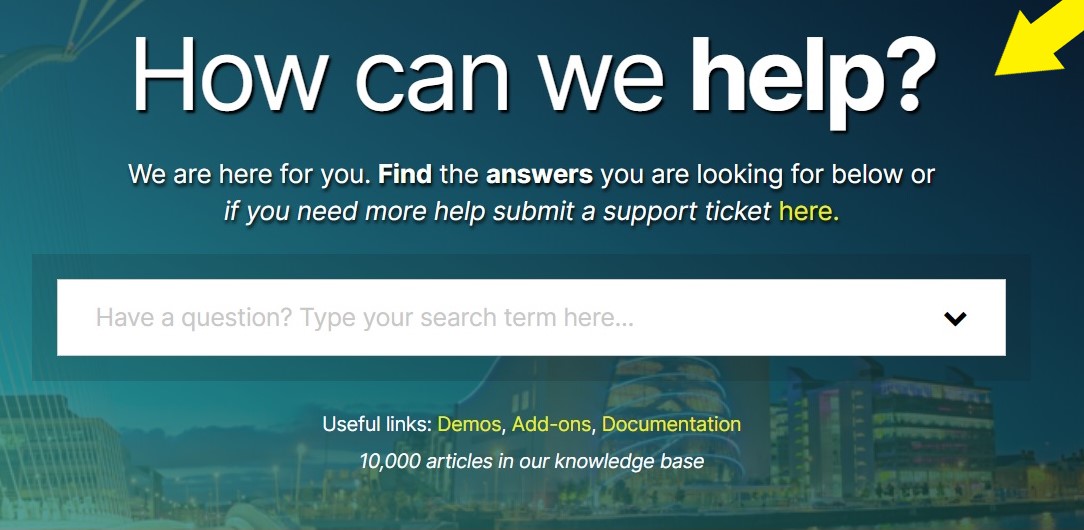 How can we help?
We are here for you. Find the answers you are looking for below or
if you need more help submit a support ticket here.
Have a question? Type your search term here...
Useful links: Demos, Add-ons, Documentation
10,000 articles in our knowledge base